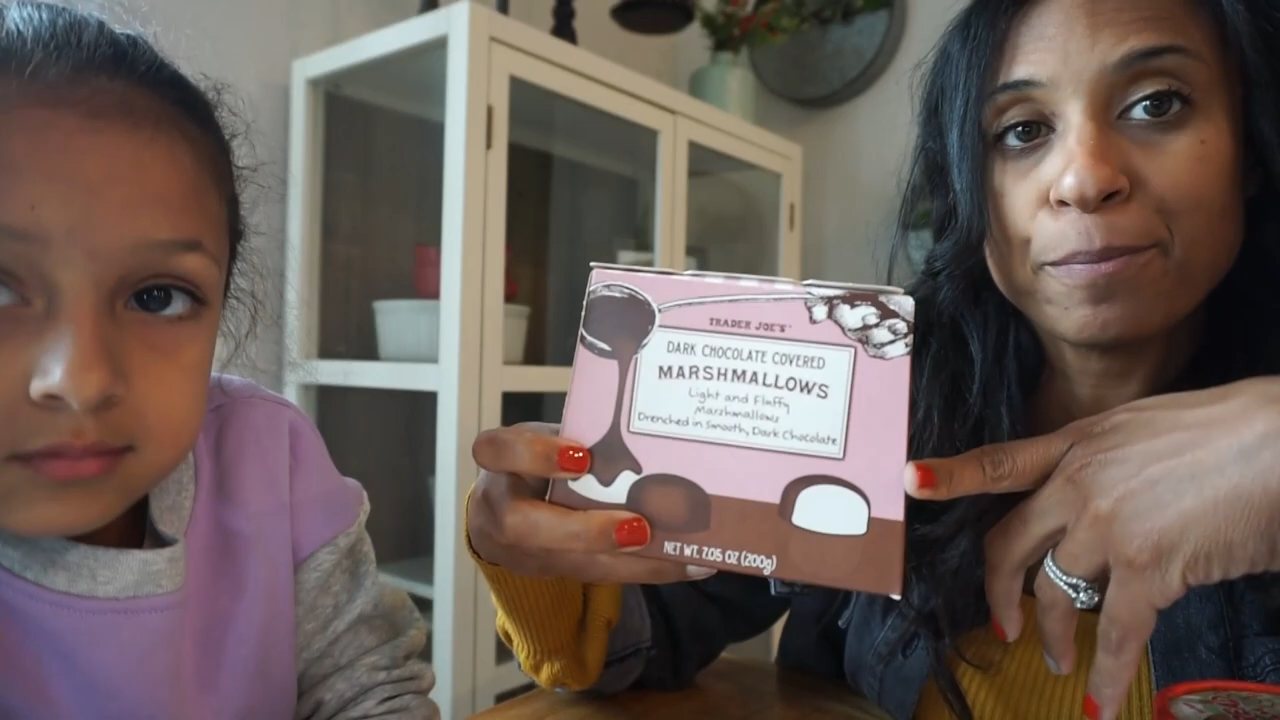 TRADER JOE'S
DARK CHOCOLATE COVERED
MARSHMALLOWS
Light and Fluffy
Marshmallows
Drenched in Smooth, Dark Chocolate
NET WT. 7.05 OZ (200g)